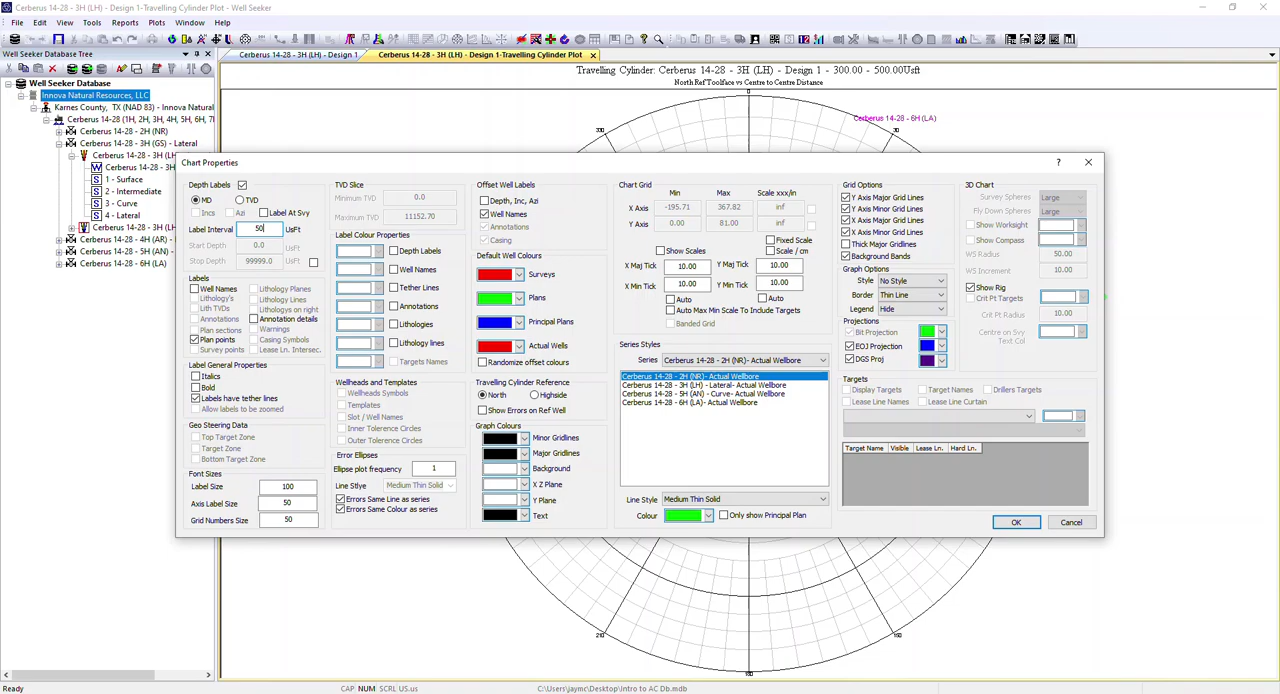 Cerberus 14-28 - 3H (LH) - Design 1-Travelling Cylinder Plot - Well Seeker
File Edit View Tools Reports Plots Window Help
Well Seeker Database Tree
Cerberus 14-28 - 3H (LH) - Design 1
Cerberus 14-28 - 3H (LH) - Design 1-Travelling Cylinder Plot
Well Seeker Database
Innova Natural Resources, LLC
Karnes County, TX (NAD 83) - Innova Natural
Cerberus 14-28 (1H, 2H, 3H, 4H, 5H, 6H, 7H
Cerberus 14-28 - 2H (NR)
Cerberus 14-28 - 3H (GS) - Lateral
Cerberus 14-28 - 3H (LH
Cerberus 14-28 - 3H
1 - Surface
2 - Intermediate
3 - Curve
4 - Lateral
Cerberus 14-28 - 3H (LH
Cerberus 14-28 - 4H (AR)
Cerberus 14-28 - 5H (AN)
Cerberus 14-28 - 6H (LA)
Travelling Cylinder: Cerberus 14-28 - 3H (LH) - Design 1 - 300.00 - 500.00Usft
North Ref Toolface vs Centre to Centre Distance
0
Cerberus 14-28 - 6H (LA)
330
30
Chart Properties
Depth Labels
MD TVD
Incs Azi Label At Svy
Label Interval 50 UsFt
Start Depth 0.0 UsFt
Stop Depth 99999.0
Labels
Well Names Lithology Planes
Lithology's Lithology Lines
Lith TVDs Lithologys on right
Annotations Annotation details
Plan sections Warnings
Plan points Casing Symbols
Survey points Lease Ln. Intersec.
Label General Properties
Italics
Bold
Labels have tether lines
Allow labels to be zoomed
Geo Steering Data
Top Target Zone
Target Zone
Bottom Target Zone
Font Sizes
Label Size 100
Axis Label Size 50
Grid Numbers Size 50
TVD Slice
Minimum TVD 0.0
Maximum TVD 11152.70
Label Colour Properties
Depth Labels
Well Names
Tether Lines
Annotations
Lithologies
Lithology lines
Targets Names
Wellheads and Templates
Wellheads Symbols
Templates
Slot / Well Names
Inner Tolerance Circles
Outer Tolerance Circles
Error Ellipses
Ellipse plot frequency 1
Line Stlye Medium Thin Solid
Errors Same Line as series
Errors Same Colour as series
Offset Well Labels
Depth, Inc, Azi
Well Names
Annotations
Casing
Default Well Colours
Surveys
Plans
Principal Plans
Actual Wells
Randomize offset colours
Travelling Cylinder Reference
North Highside
Show Errors on Ref Well
Graph Colours
Minor Gridlines
Major Gridlines
Background
X Z Plane
Y Plane
Text
Chart Grid Min Max Scale xxx/in
X Axis -195.71 367.82 inf
Y Axis 0.00 81.00 inf
Fixed Scale
Show Scales Scale / cm
X Maj Tick 10.00 Y Maj Tick 10.00
X Min Tick 10.00 Y Min Tick 10.00
Auto Auto
Auto Max Min Scale To Include Targets
Banded Grid
Series Styles
Series Cerberus 14-28 - 2H (NR)- Actual Wellbore
Cerberus 14-28 - 2H (NR)- Actual Wellbore
Cerberus 14-28 - 3H (LH) - Lateral- Actual Wellbore
Cerberus 14-28 - 5H (AN) - Curve- Actual Wellbore
Cerberus 14-28 - 6H (LA)- Actual Wellbore
Line Style Medium Thin Solid
Colour Only show Principal Plan
Grid Options
Y Axis Major Grid Lines
Y Axis Minor Grid Lines
X Axis Major Grid Lines
X Axis Minor Grid Lines
Thick Major Gridlines
Background Bands
Graph Options
Style No Style
Border Thin Line
Legend Hide
Projections
Bit Projection
EOJ Projection
DGS Proj
3D Chart
Survey Spheres Large
Fly Down Spheres Large
Show Worksight
Show Compass
WS Radius 50.00
WS Increment 10.00
Show Rig
Crit Pt Targets
Crit Pt Radius 10.00
Centre on Svy
Text Col
Targets
Display Targets Target Names Drillers Targets
Lease Line Names Lease Line Curtain
Target Name Visible Lease Ln. Hard Ln.
OK Cancel
210
150
180
Ready
CAP NUM SCRL US.us
C:\Users\jaymc\Desktop\Intro to AC Db.mdb